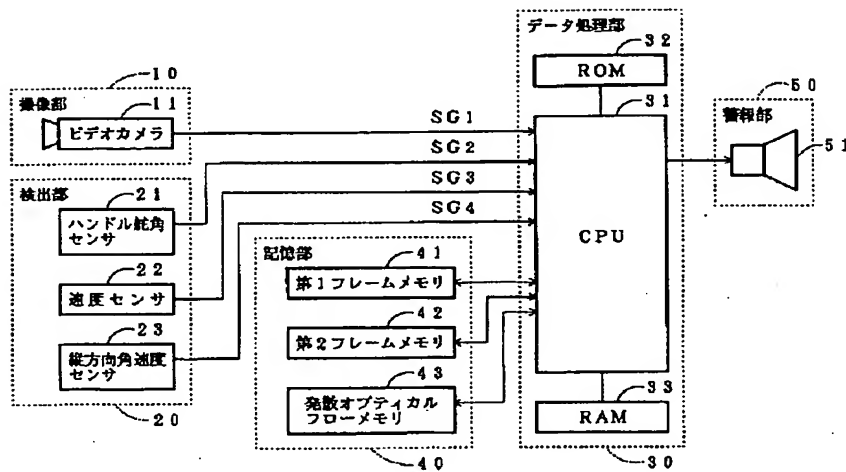 データ処理部
32
ROM
10
撮像部
11
ビデオカメラ
SG1
31
50
警報部
51
SG2
検出部
21
ハンドル舵角
センサ
SG3
SG4
CPU
22
速度センサ
記憶部
41
第1フレームメモリ
23
縦方向角速度
センサ
42
第2フレームメモリ
43
発散オプティカル
フローメモリ
33
RAM
20
40
30